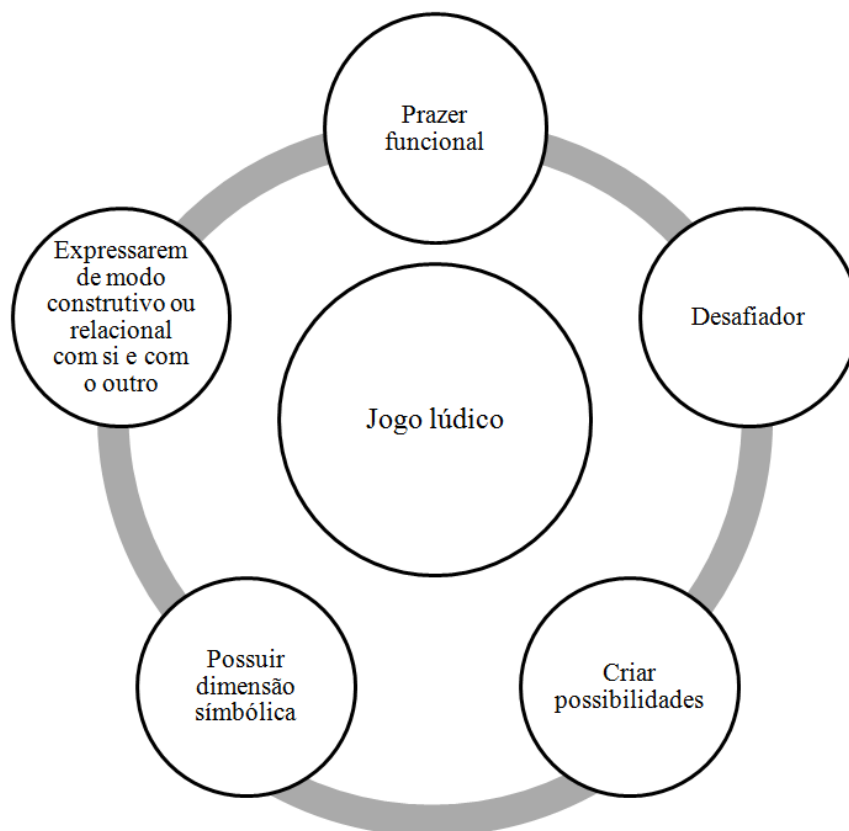 Prazer
funcional
Desafiador
Criar
possibilidades
Possuir
dimensão
símbólica
Expressarem
de modo
construtivo ou
relacional
com si e com
o outro
Jogo lúdico